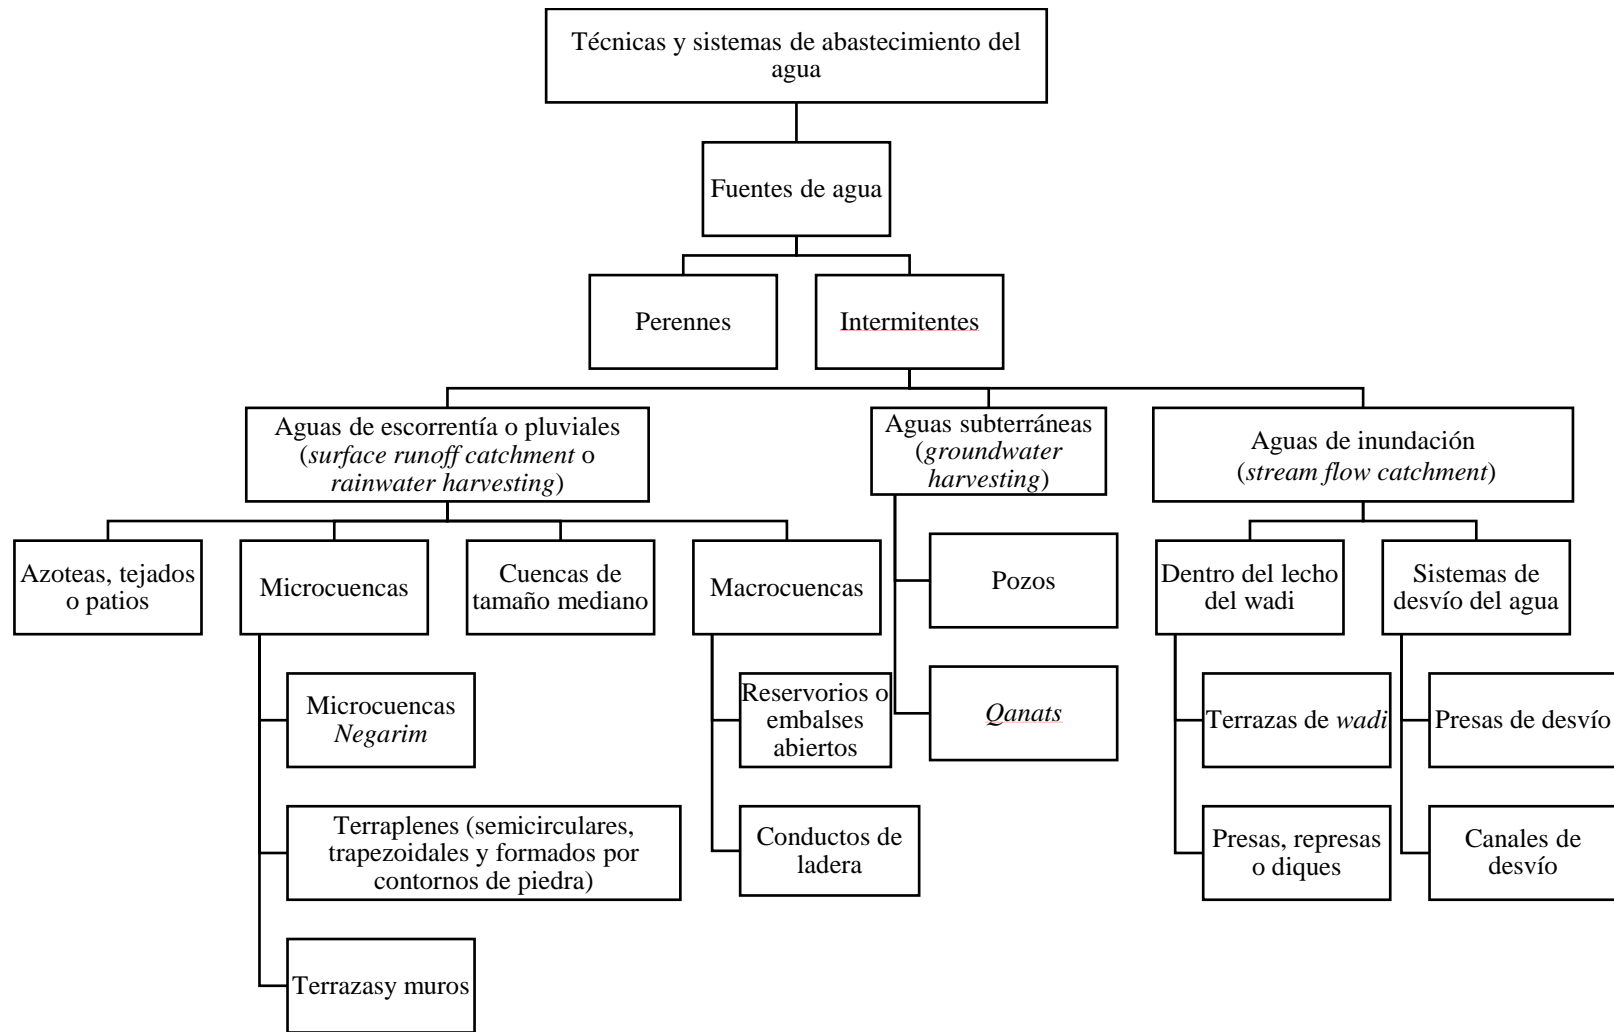 Técnicas y sistemas de abastecimiento del
agua
Fuentes de agua
Perennes
Intermitentes
Aguas de escorrentía o pluviales
(surface runoff catchment o
rainwater harvesting)
Aguas subterráneas
(groundwater
harvesting)
Aguas de inundación
(stream flow catchment)
Azoteas, tejados
o patios
Microcuencas
Cuencas de
tamaño mediano
Macrocuencas
Pozos
Dentro del lecho
del wadi
Sistemas de
desvío del agua
Microcuencas
Negarim
Reservorios o
embalses
abiertos
Qanats
Terrazas de wadi
Presas de desvío
Terraplenes (semicirculares,
trapezoidales y formados por
contornos de piedra)
Conductos de
ladera
Presas, represas
o diques
Canales de
desvío
Terrazasy muros